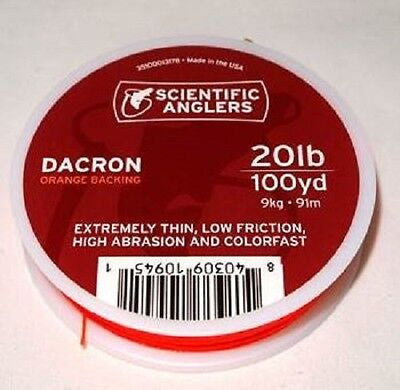 35100013178 • Made in the USA
SCIENTIFIC
ANGLERS
DACRON
ORANGE BACKING
20lb
100yd
9kg • 91m
EXTREMELY THIN, LOW FRICTION,
HIGH ABRASION AND COLORFAST
8 40309 10945 1